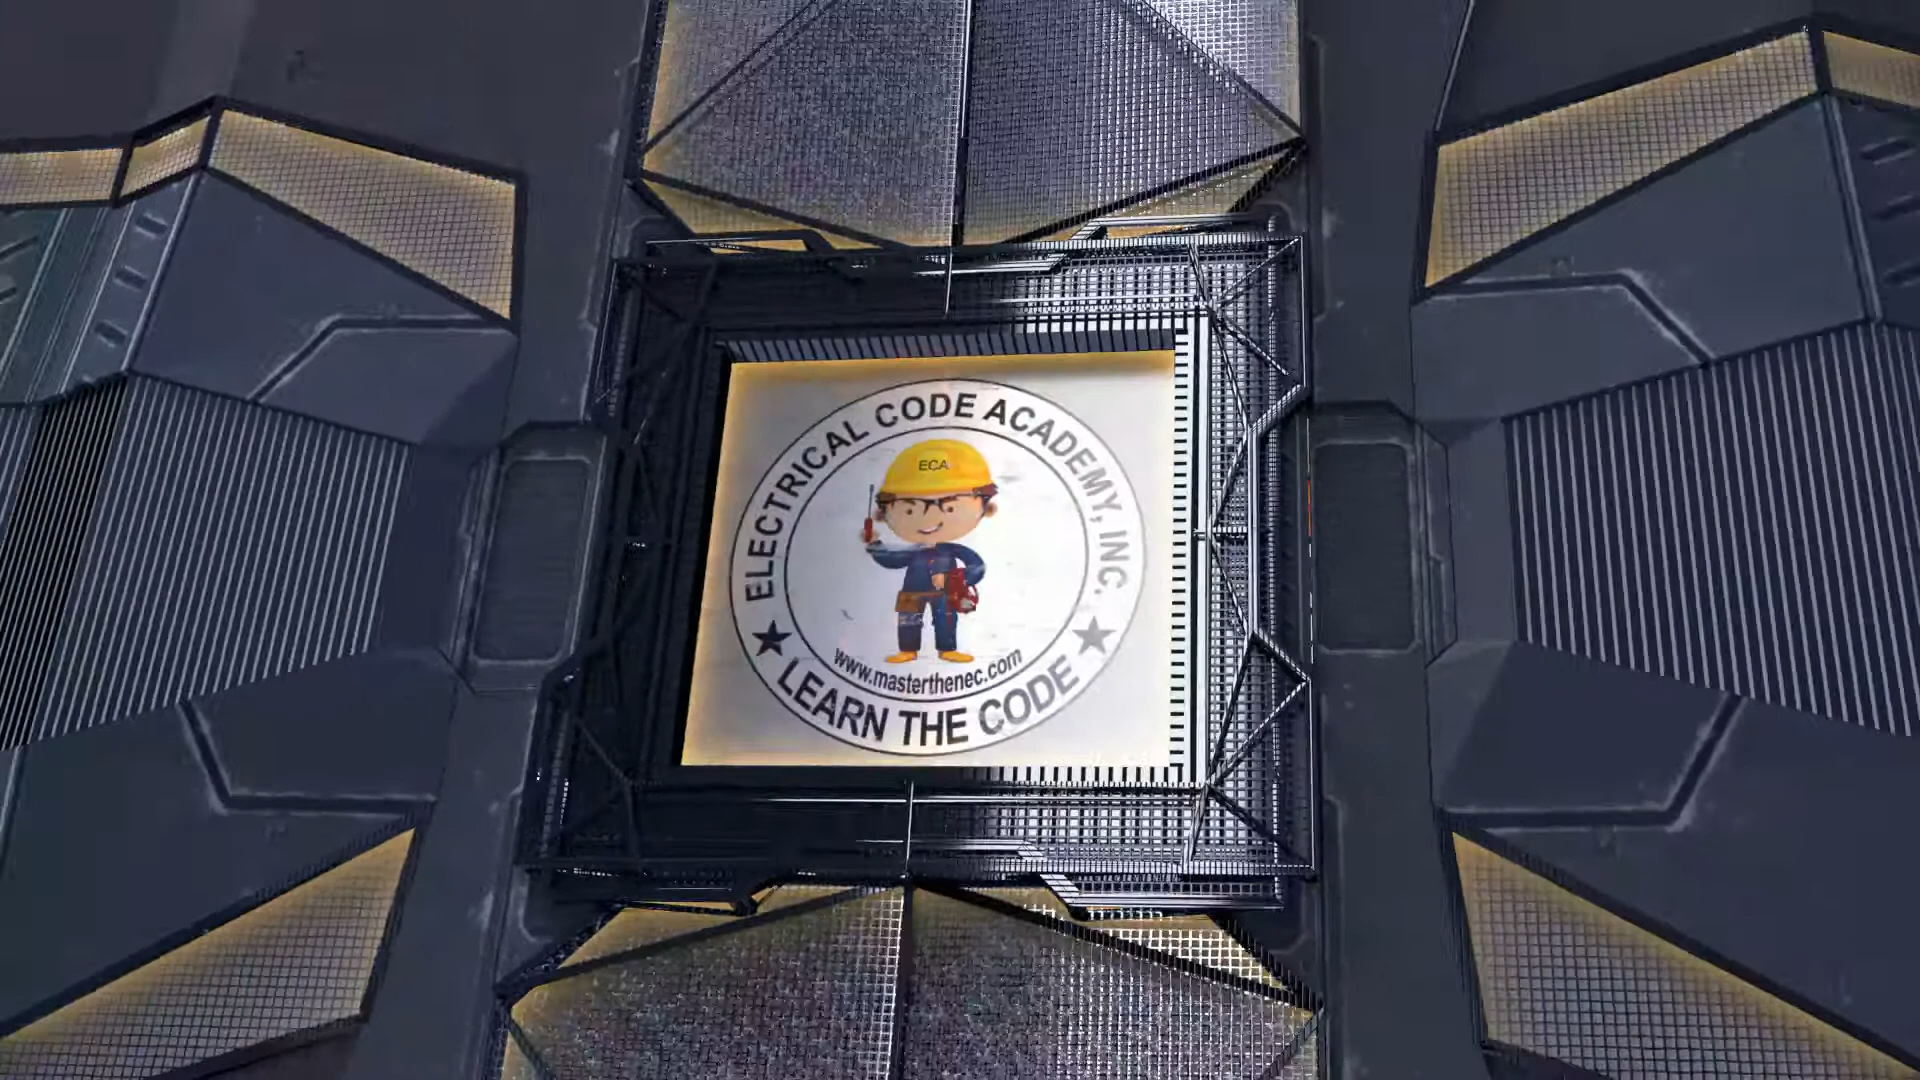 ELECTRICAL CODE ACADEMY, INC.
ECA
www.masterthenec.com
★ LEARN THE CODE ★